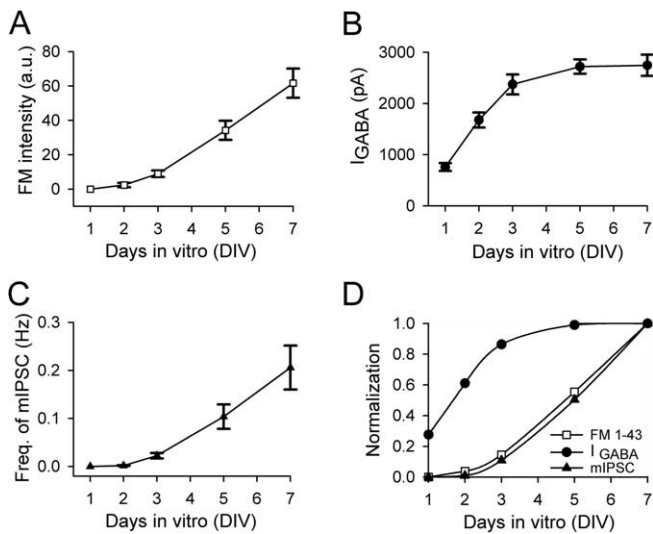 A
FM intensity (a.u.)
80
60
40
20
0
1 2 3 4 5 6 7
Days in vitro (DIV)
B
I GABA (pA)
3000
2000
1000
0
1 2 3 4 5 6 7
Days in vitro (DIV)
C
Freq. of mIPSC (Hz)
0.3
0.2
0.1
0.0
1 2 3 4 5 6 7
Days in vitro (DIV)
D
Normalization
1.0
0.8
0.6
0.4
0.2
0.0
FM 1-43
I GABA
mIPSC
1 2 3 4 5 6 7
Days in vitro (DIV)